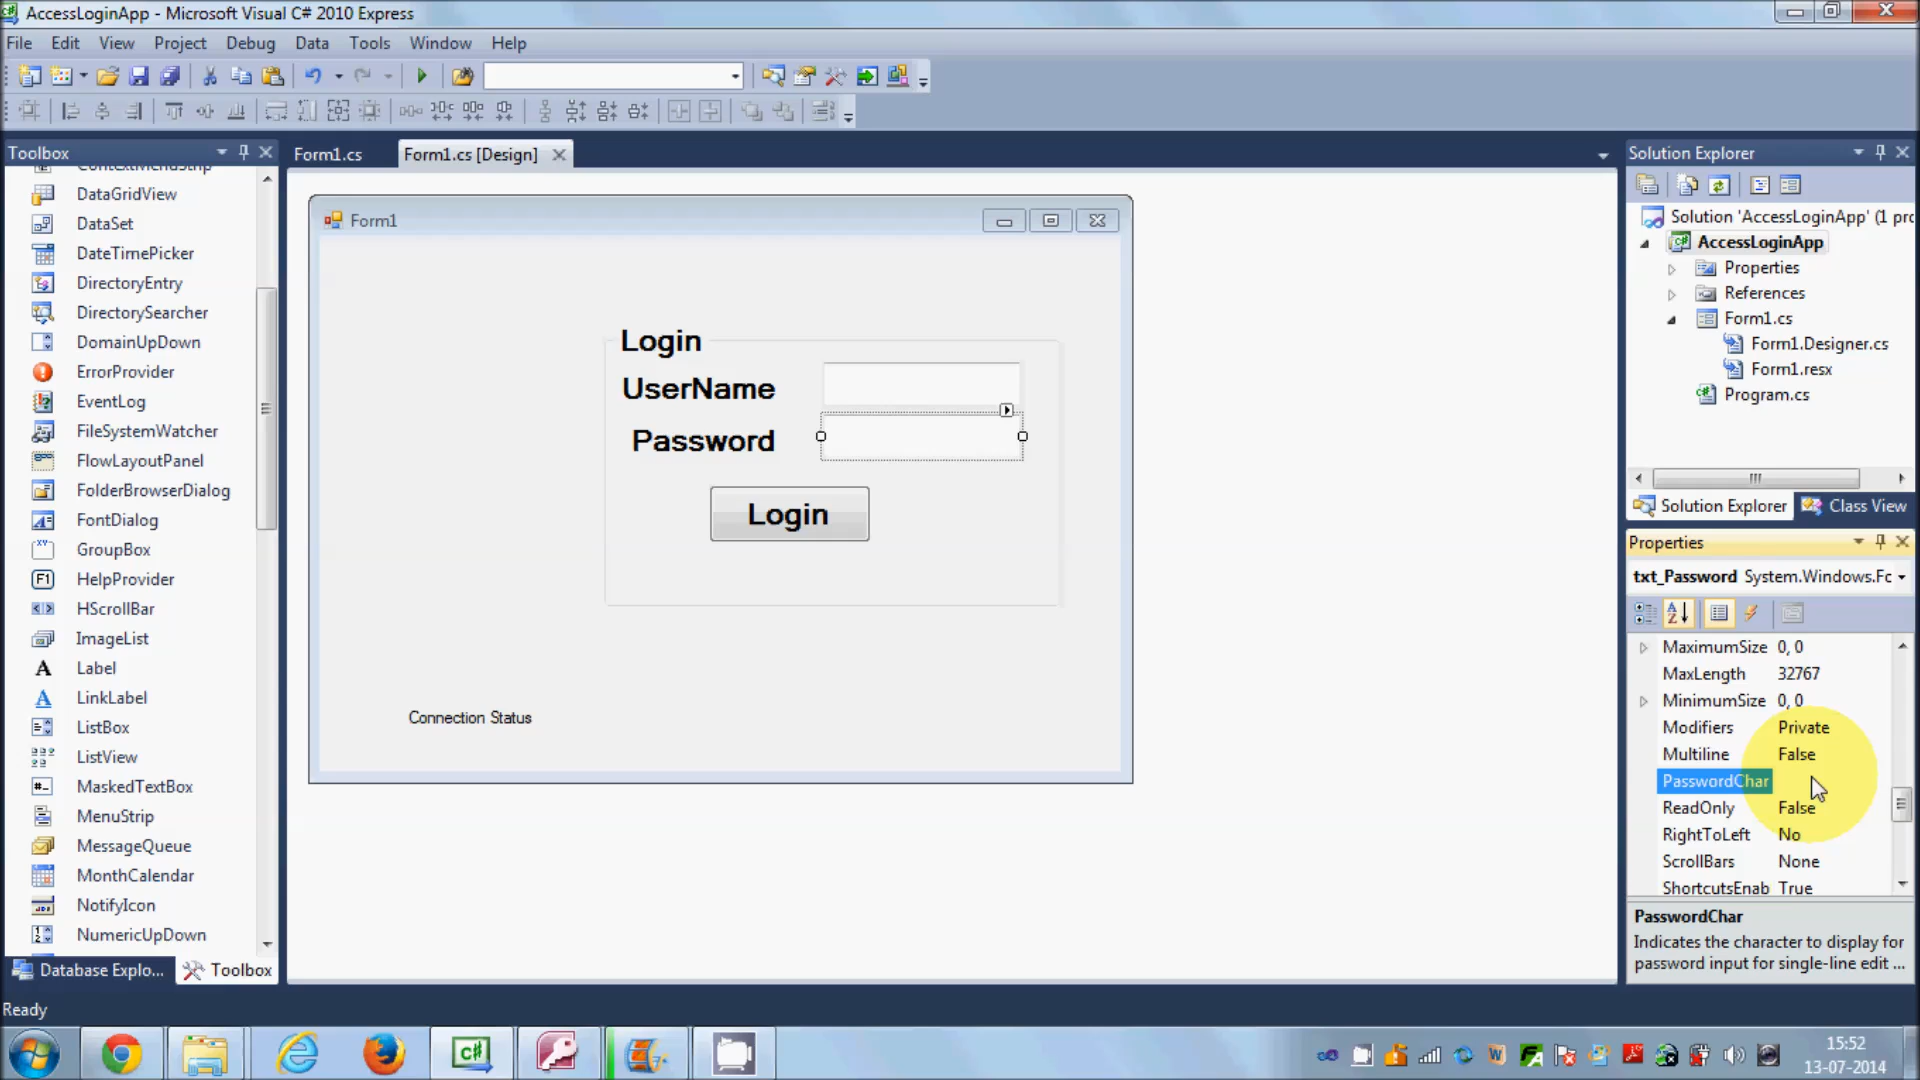 AccessLoginApp - Microsoft Visual C# 2010 Express
File Edit View Project Debug Data Tools Window Help
Toolbox
ContextMenuStrip
DataGridView
DataSet
DateTimePicker
DirectoryEntry
DirectorySearcher
DomainUpDown
ErrorProvider
EventLog
FileSystemWatcher
FlowLayoutPanel
FolderBrowserDialog
FontDialog
GroupBox
HelpProvider
HScrollBar
ImageList
Label
LinkLabel
ListBox
ListView
MaskedTextBox
MenuStrip
MessageQueue
MonthCalendar
NotifyIcon
NumericUpDown
Database Explo... Toolbox
Form1.cs Form1.cs [Design]
Form1
Login
UserName
Password
Login
Connection Status
Solution Explorer
Solution 'AccessLoginApp' (1 prc
AccessLoginApp
Properties
References
Form1.cs
Form1.Designer.cs
Form1.resx
Program.cs
Solution Explorer Class View
Properties
txt_Password System.Windows.Fc
MaximumSize 0, 0
MaxLength 32767
MinimumSize 0, 0
Modifiers Private
Multiline False
PasswordChar
ReadOnly False
RightToLeft No
ScrollBars None
ShortcutsEnab True
PasswordChar
Indicates the character to display for
password input for single-line edit ...
Ready
15:52
13-07-2014